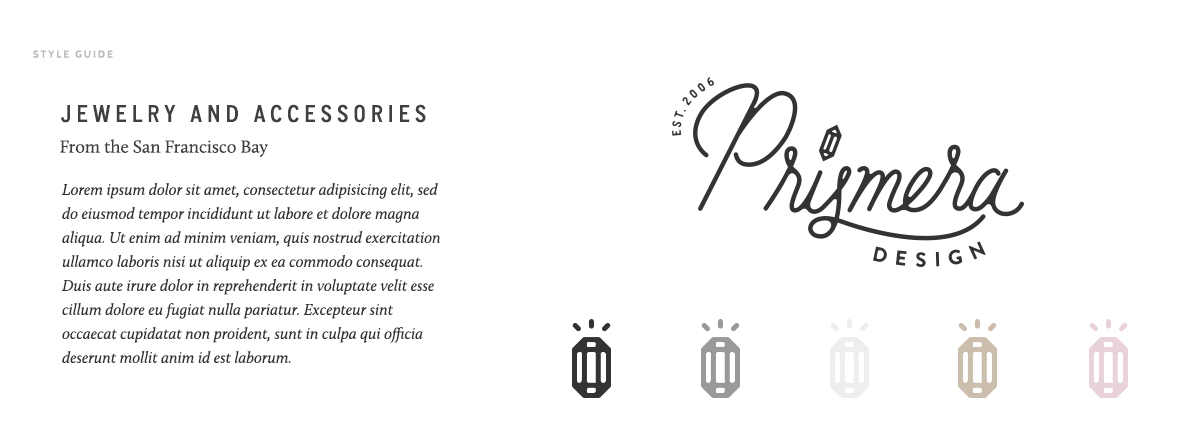 STYLE GUIDE
JEWELRY AND ACCESSORIES
From the San Francisco Bay
Lorem ipsum dolor sit amet, consectetur adipisicing elit, sed
do eiusmod tempor incididunt ut labore et dolore magna
aliqua. Ut enim ad minim veniam, quis nostrud exercitation
ullamco laboris nisi ut aliquip ex ea commodo consequat.
Duis aute irure dolor in reprehenderit in voluptate velit esse
cillum dolore eu fugiat nulla pariatur. Excepteur sint
occaecat cupidatat non proident, sunt in culpa qui officia
deserunt mollit anim id est laborum.
EST. 2006
Prismera
DESIGN